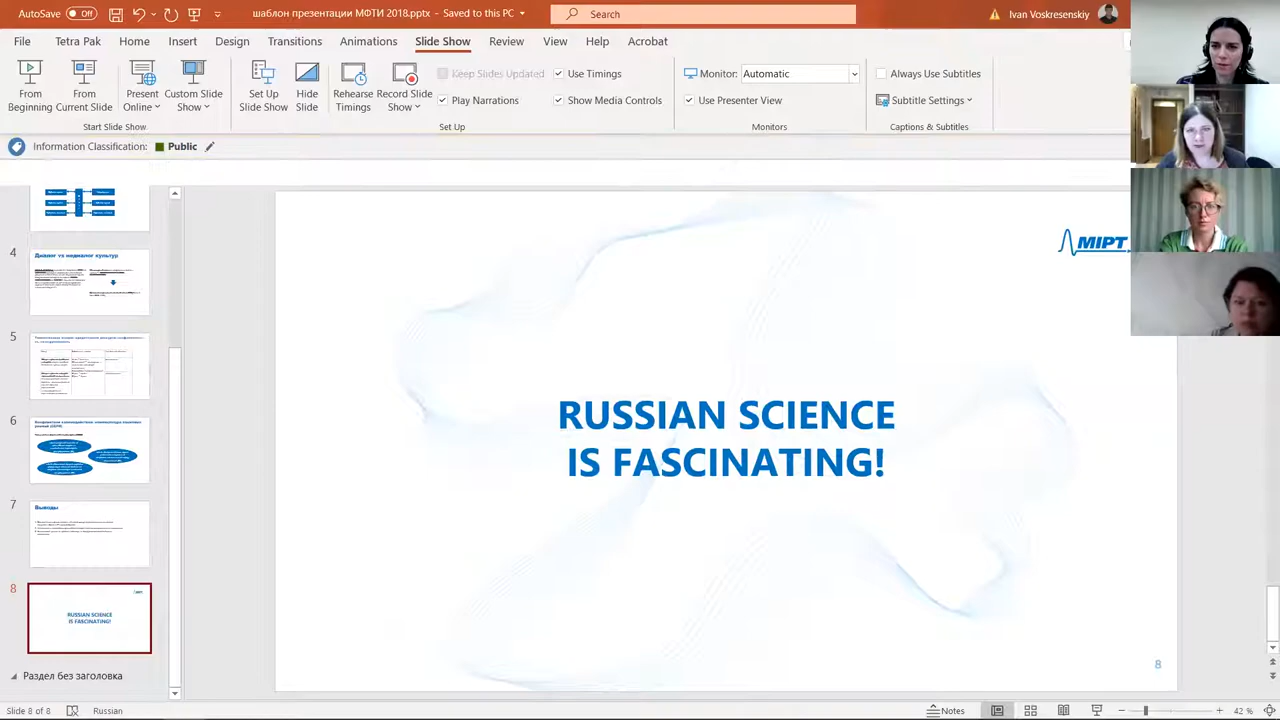 AutoSave Off шаблон презентации МФТИ 2018.pptx - Saved to this PC Search Ivan Voskresenskiy
File Tetra Pak Home Insert Design Transitions Animations Slide Show Review View Help Acrobat
From Beginning
From Current Slide
Present Online
Custom Slide Show
Start Slide Show
Set Up Slide Show
Hide Slide
Rehearse Timings
Record Slide Show
Keep Slides Updated
Use Timings
Play Narrations
Show Media Controls
Set Up
Monitor: Automatic
Use Presenter View
Monitors
Always Use Subtitles
Subtitle Settings
Captions & Subtitles
Information Classification: Public
4
Диалог vs недиалог культур
5
6
7
Выводы
8
MIPT
RUSSIAN SCIENCE
IS FASCINATING!
Раздел без заголовка
MIPT
RUSSIAN SCIENCE
IS FASCINATING!
8
Slide 8 of 8 Russian Notes 42 %